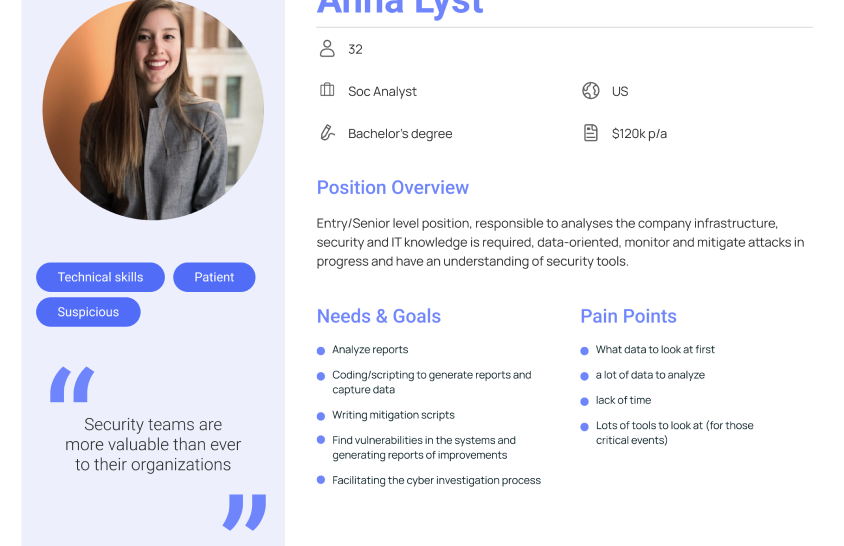 Anna Lyst
32
Soc Analyst
US
Bachelor's degree
$120k p/a
Position Overview
Entry/Senior level position, responsible to analyses the company infrastructure,
security and IT knowledge is required, data-oriented, monitor and mitigate attacks in
progress and have an understanding of security tools.
Technical skills
Patient
Suspicious
“
Security teams are
more valuable than ever
to their organizations
”
Needs & Goals
Analyze reports
Coding/scripting to generate reports and
capture data
Writing mitigation scripts
Find vulnerabilities in the systems and
generating reports of improvements
Facilitating the cyber investigation process
Pain Points
What data to look at first
a lot of data to analyze
lack of time
Lots of tools to look at (for those
critical events)